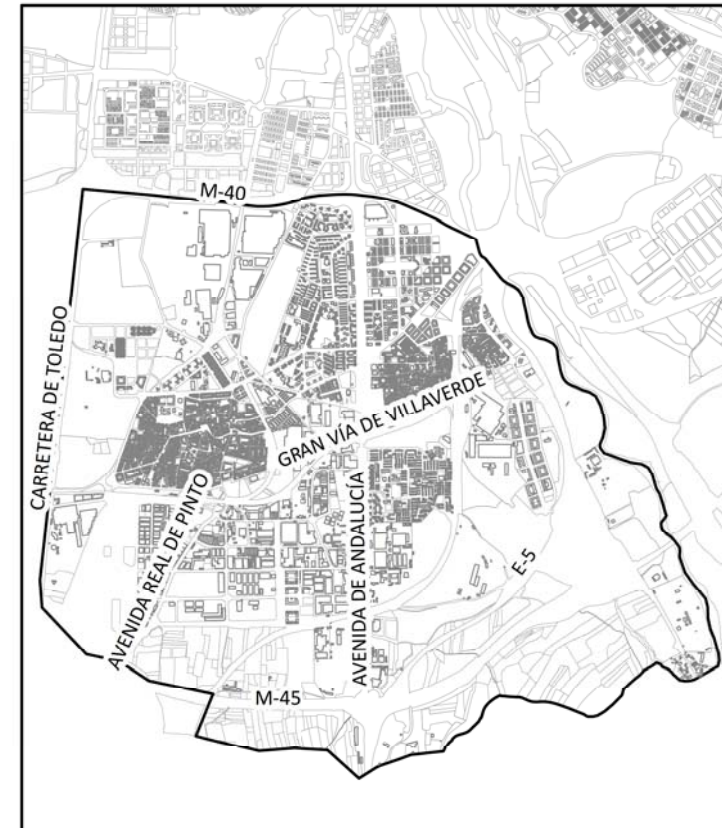 M-40
CARRETERA DE TOLEDO
GRAN VÍA DE VILLAVERDE
AVENIDA REAL DE PINTO
AVENIDA DE ANDALUCÍA
E-5
M-45